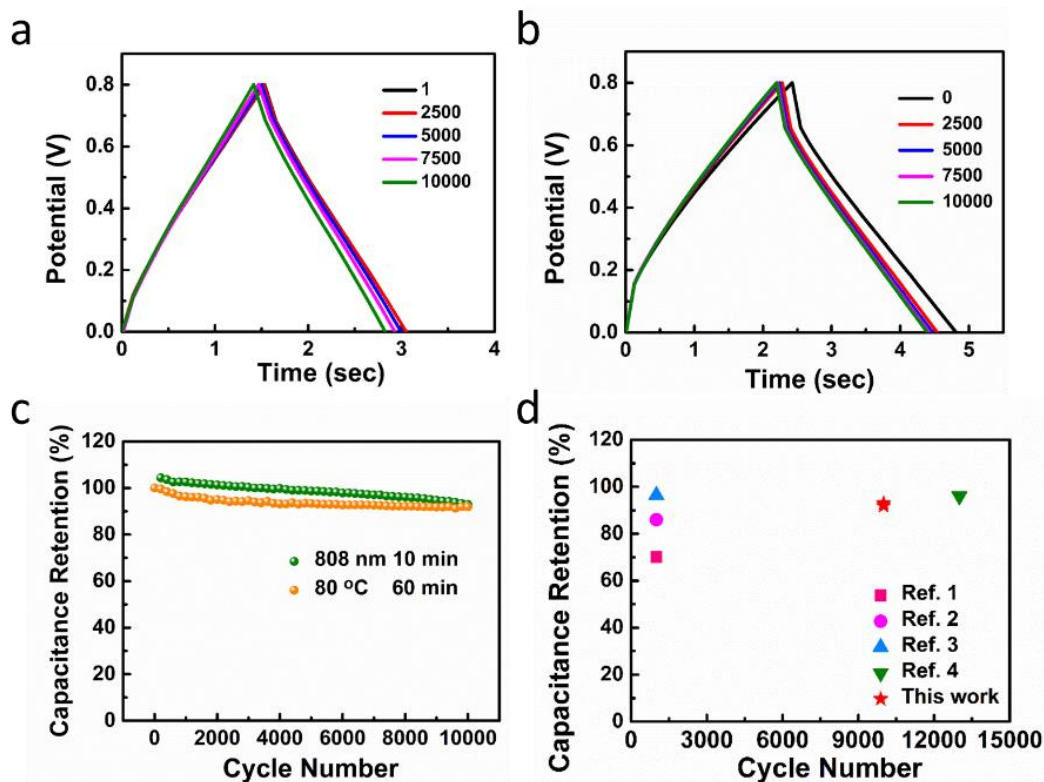 a
0.8
0.6
0.4
0.2
0.0
Potential (V)
1
2500
5000
7500
10000
0 1 2 3 4
Time (sec)
b
0.8
0.6
0.4
0.2
0.0
Potential (V)
0
2500
5000
7500
10000
0 1 2 3 4 5
Time (sec)
c
120
100
80
60
40
20
0
Capacitance Retention (%)
808 nm 10 min
80 °C 60 min
0 2000 4000 6000 8000 10000
Cycle Number
d
120
100
80
60
40
20
0
Capacitance Retention (%)
Ref. 1
Ref. 2
Ref. 3
Ref. 4
This work
0 3000 6000 9000 12000 15000
Cycle Number